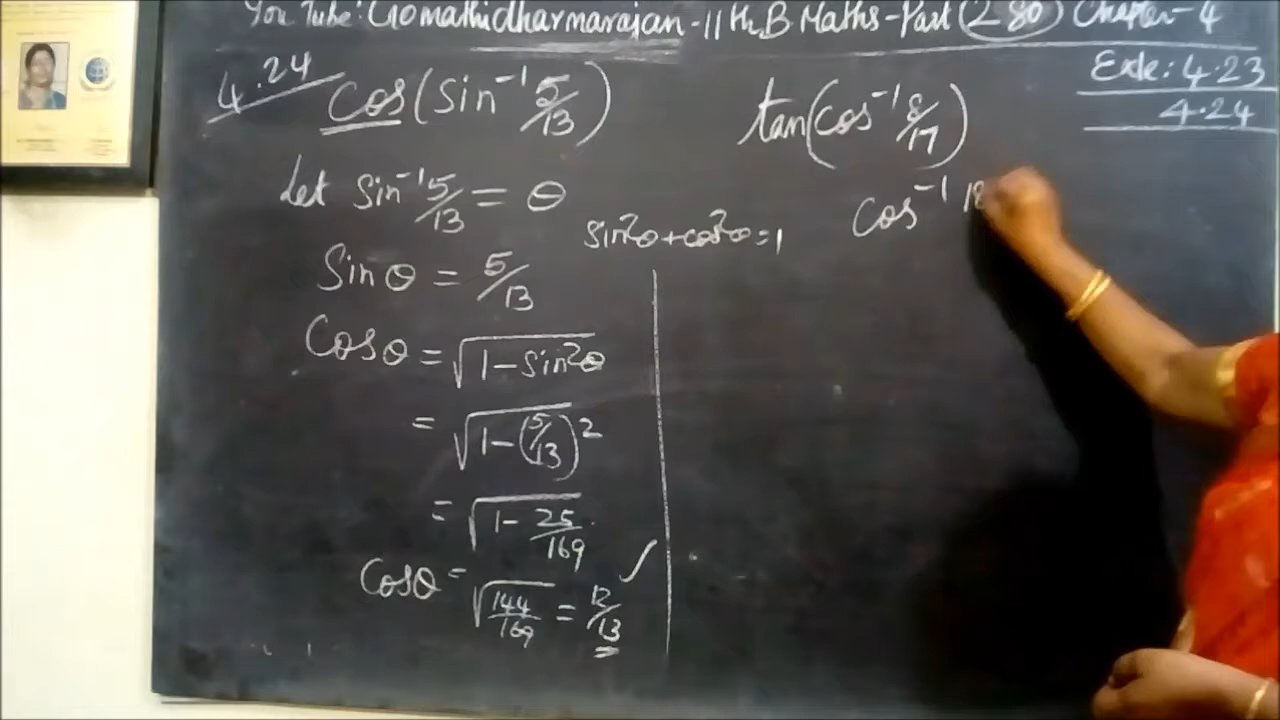 You Tube: Gomathidharmarajan-11th B Maths-Part 280 Chapter-4
Exle: 4.23
4.24
4.24 cos(sin⁻¹ 5/13)
Let sin⁻¹ 5/13 = θ
sin²θ+cos²θ=1
Sinθ = 5/13
Cosθ = √(1-sin²θ)
= √(1-(5/13)²)
= √(1-25/169)
Cosθ = √(144/169) = 12/13
tan(cos⁻¹ 8/17)
cos⁻¹